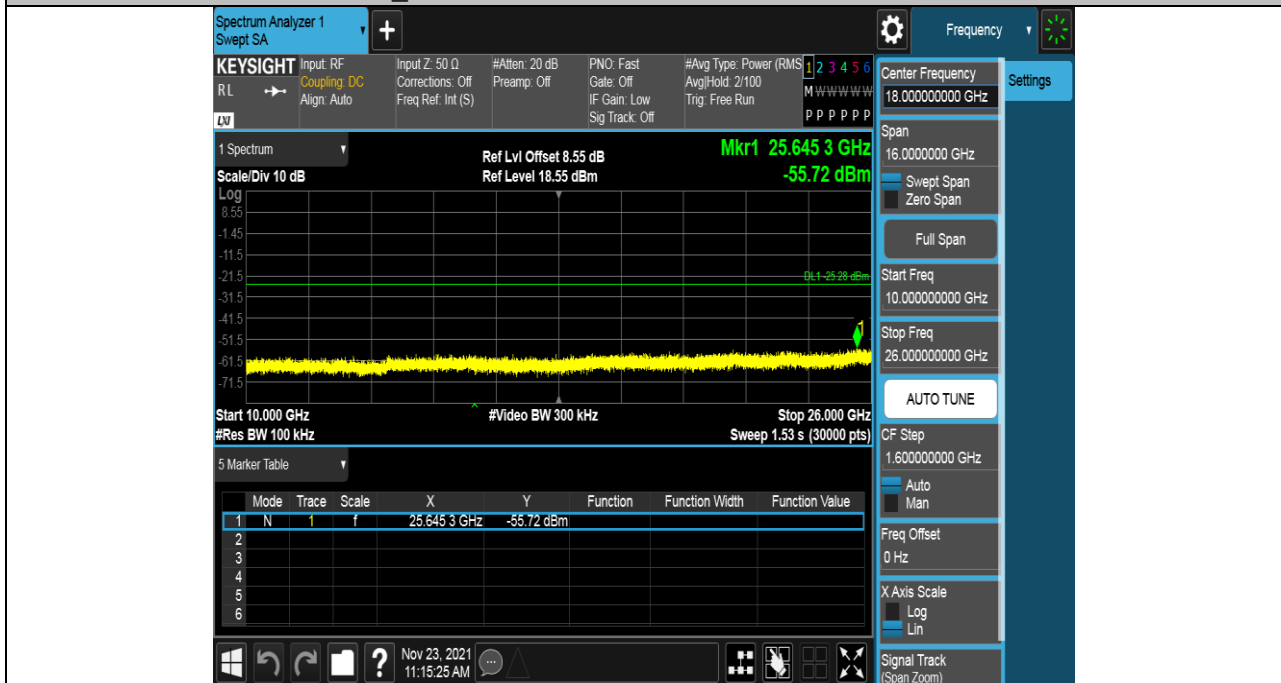 Spectrum Analyzer 1
Swept SA
+
Frequency
KEYSIGHT
RL
LXI
Input: RF
Coupling: DC
Align: Auto
Input Z: 50 Ω
Corrections: Off
Freq Ref: Int (S)
#Atten: 20 dB
Preamp: Off
PNO: Fast
Gate: Off
IF Gain: Low
Sig Track: Off
#Avg Type: Power (RMS
Avg|Hold: 2/100
Trig: Free Run
1 2 3 4 5 6
M W W W W W
P P P P P P
Center Frequency
18.000000000 GHz
Settings
Span
16.0000000 GHz
Swept Span
Zero Span
Full Span
Start Freq
10.000000000 GHz
Stop Freq
26.000000000 GHz
AUTO TUNE
CF Step
1.600000000 GHz
Auto
Man
Freq Offset
0 Hz
X Axis Scale
Log
Lin
Signal Track
(Span Zoom)
1 Spectrum
Ref Lvl Offset 8.55 dB
Mkr1 25.645 3 GHz
Scale/Div 10 dB
Ref Level 18.55 dBm
-55.72 dBm
Log
8.55
-1.45
-11.5
-21.5
DL1 -25.28 dBm
-31.5
-41.5
1
-51.5
-61.5
-71.5
Start 10.000 GHz
#Video BW 300 kHz
Stop 26.000 GHz
#Res BW 100 kHz
Sweep 1.53 s (30000 pts)
5 Marker Table
Mode Trace Scale X Y Function Function Width Function Value
1 N 1 f 25.645 3 GHz -55.72 dBm
2
3
4
5
6
?
Nov 23, 2021
11:15:25 AM